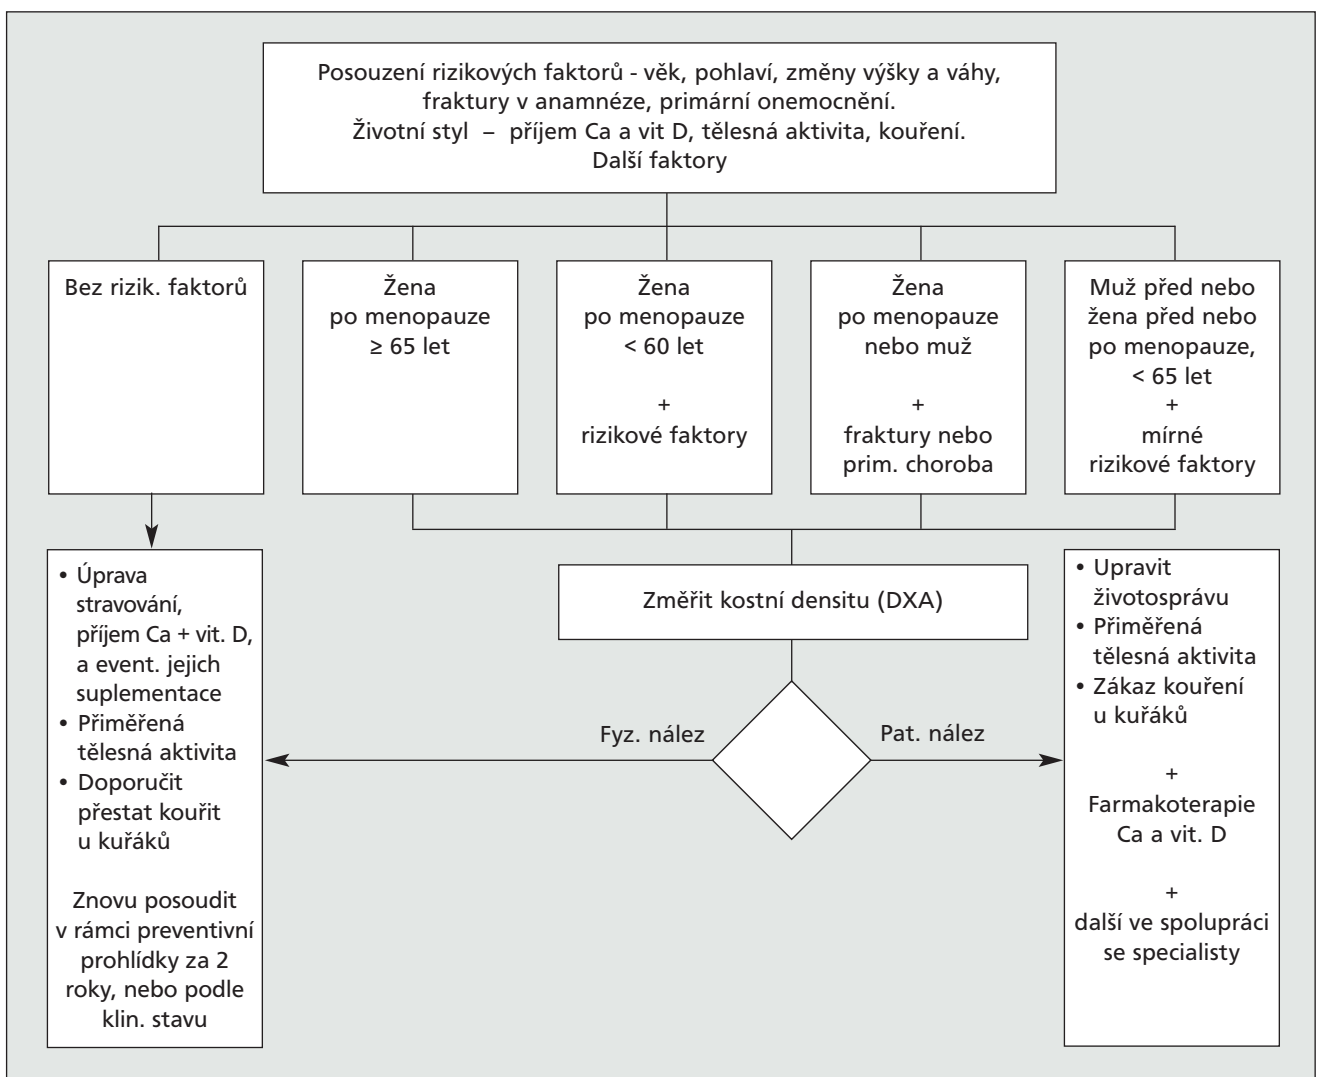 Posouzení rizikových faktorů - věk, pohlaví, změny výšky a váhy,
fraktury v anamnéze, primární onemocnění.
Životní styl – příjem Ca a vit D, tělesná aktivita, kouření.
Další faktory
Bez rizik. faktorů
Žena
po menopauze
≥ 65 let
Žena
po menopauze
< 60 let
+
rizikové faktory
Žena
po menopauze
nebo muž
+
fraktury nebo
prim. choroba
Muž před nebo
žena před nebo
po menopauze,
< 65 let
+
mírné
rizikové faktory
• Úprava
stravování,
příjem Ca + vit. D,
a event. jejich
suplementace
• Přiměřená
tělesná aktivita
• Doporučit
přestat kouřit
u kuřáků
Znovu posoudit
v rámci preventivní
prohlídky za 2
roky, nebo podle
klin. stavu
Změřit kostní densitu (DXA)
Fyz. nález
Pat. nález
• Upravit
životosprávu
• Přiměřená
tělesná aktivita
• Zákaz kouření
u kuřáků
+
Farmakoterapie
Ca a vit. D
+
další ve spolupráci
se specialisty